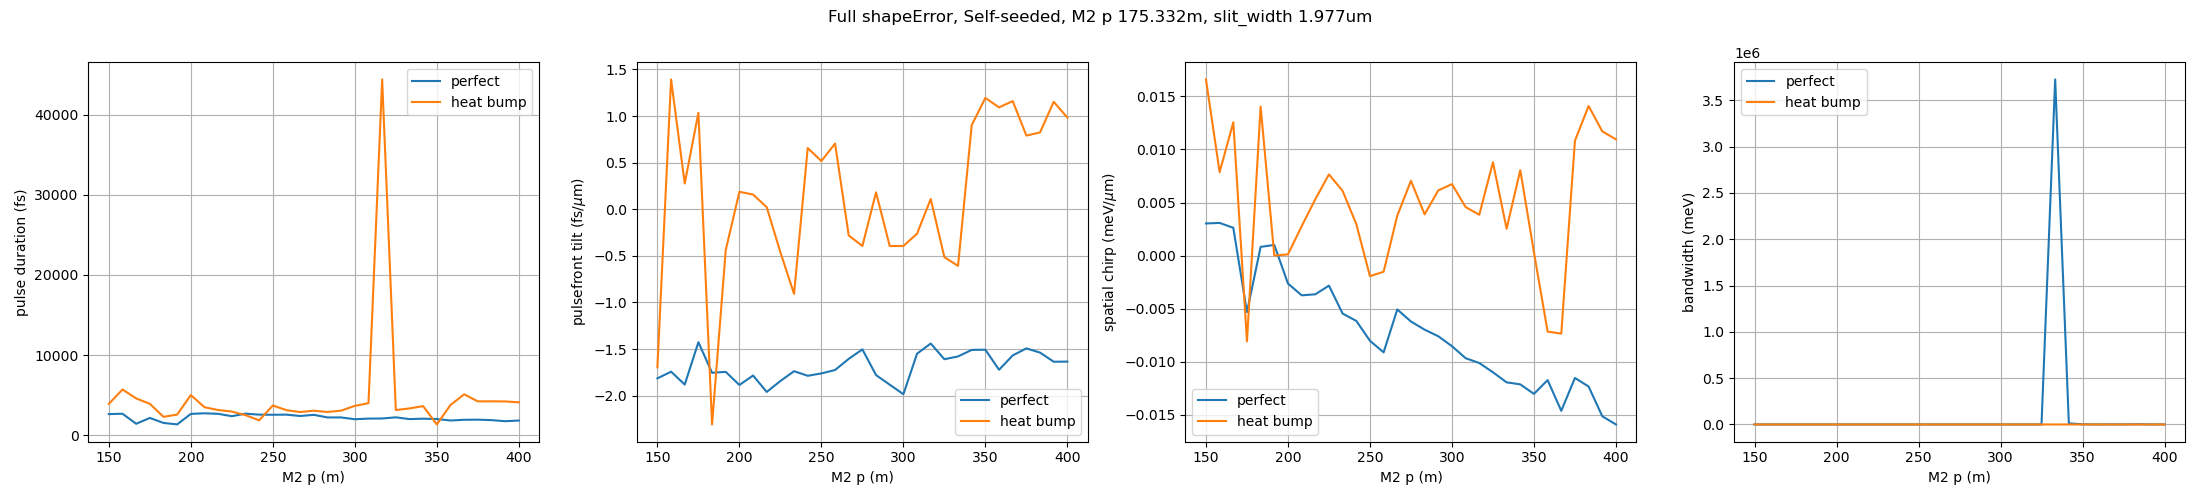 Full shapeError, Self-seeded, M2 p 175.332m, slit_width 1.977um
pulse duration (fs)
40000
30000
20000
10000
0
150 200 250 300 350 400
M2 p (m)
perfect
heat bump
pulsefront tilt (fs/μm)
1.5
1.0
0.5
0.0
−0.5
−1.0
−1.5
−2.0
150 200 250 300 350 400
M2 p (m)
perfect
heat bump
spatial chirp (meV/μm)
0.015
0.010
0.005
0.000
−0.005
−0.010
−0.015
150 200 250 300 350 400
M2 p (m)
perfect
heat bump
1e6
bandwidth (meV)
3.5
3.0
2.5
2.0
1.5
1.0
0.5
0.0
150 200 250 300 350 400
M2 p (m)
perfect
heat bump